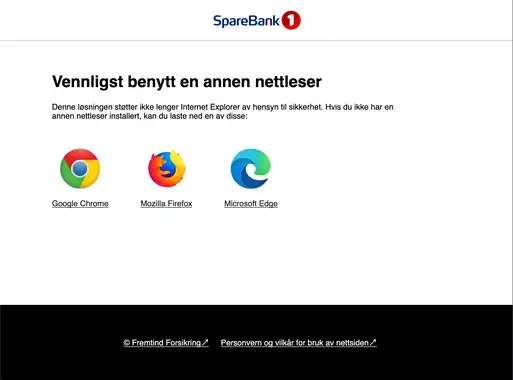 SpareBank 1
Vennligst benytt en annen nettleser
Denne løsningen støtter ikke lenger Internet Explorer av hensyn til sikkerhet. Hvis du ikke har en
annen nettleser installert, kan du laste ned en av disse:
Google Chrome Mozilla Firefox Microsoft Edge
© Fremtind Forsikring↗ Personvern og vilkår for bruk av nettsiden↗